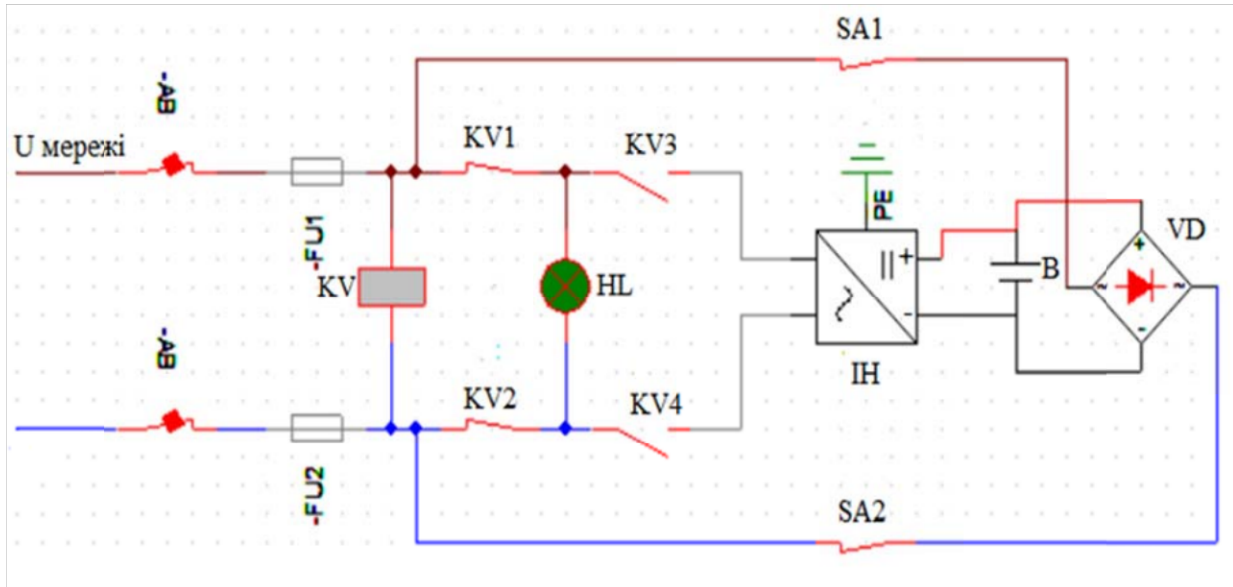 SA1
-AB
U мережі
KV1
KV3
-FU1
PE
VD
KV
HL
+
B
+
~
~
-
-
-AB
IH
KV2
KV4
-FU2
SA2